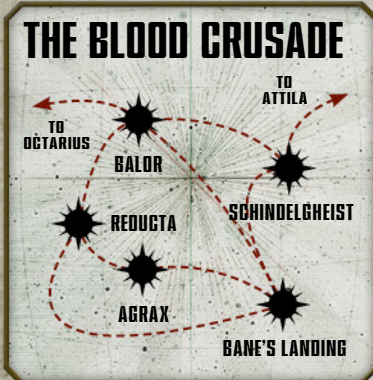 THE BLOOD CRUSADE
TO
ATTILA
TO
OCTARIUS
BALOR
SCHINDELGHEIST
REDUCTA
AGRAX
BANE'S LANDING